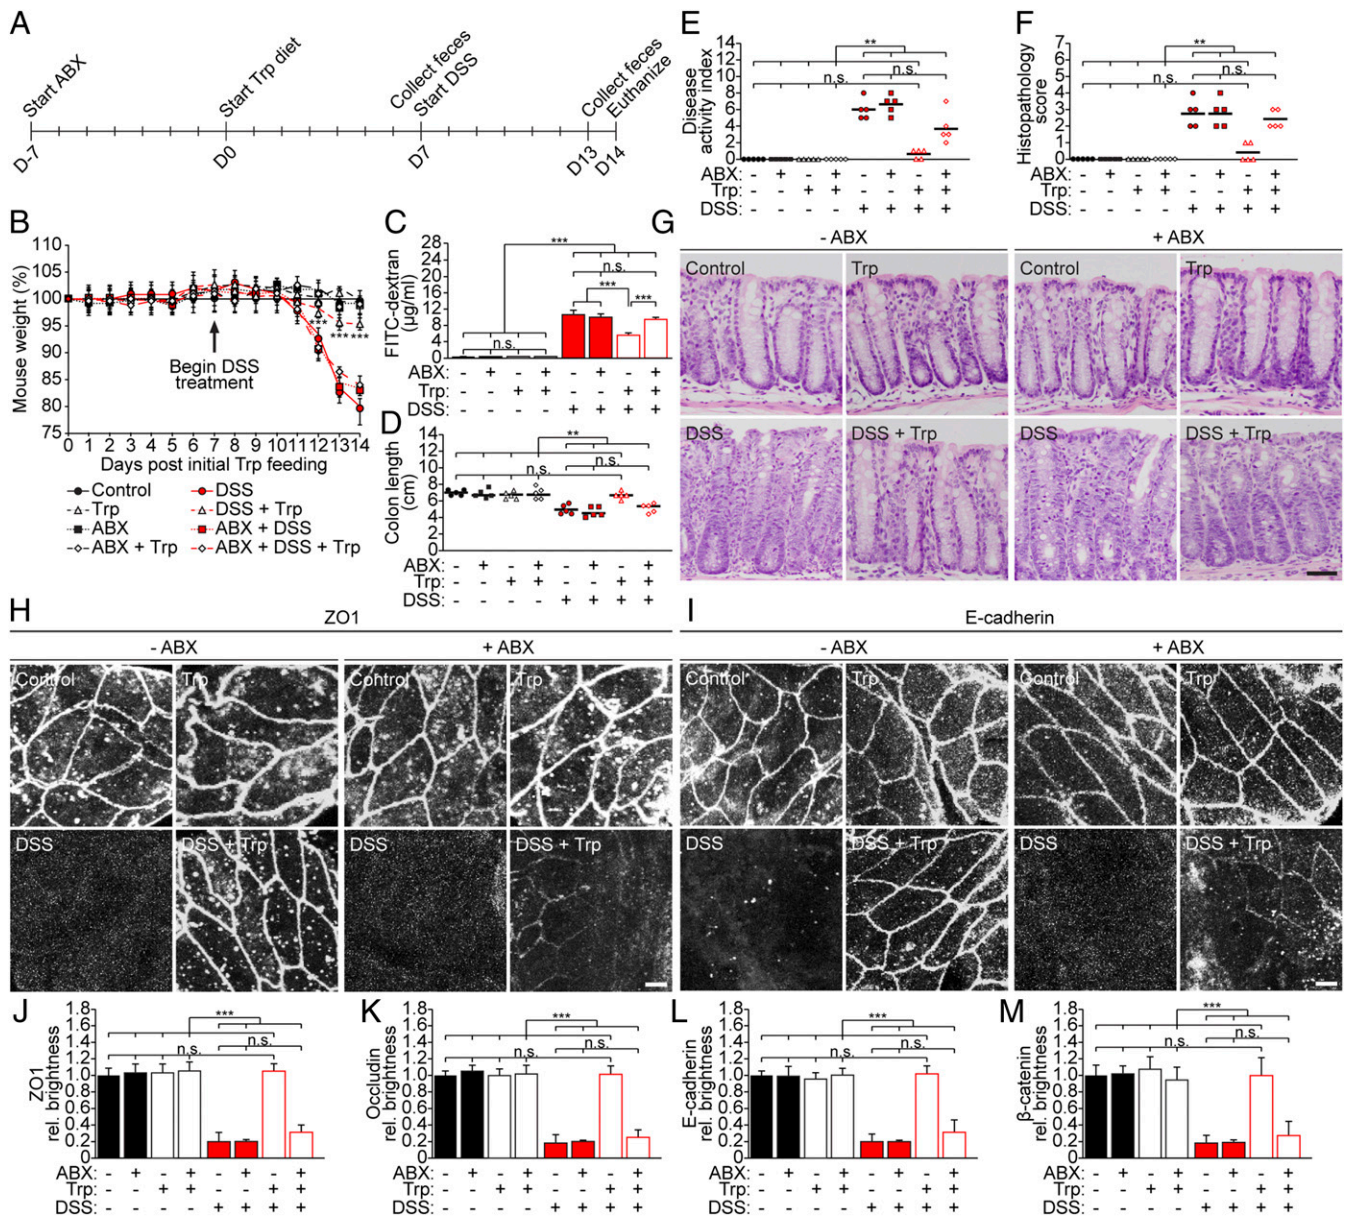 A
Start ABX
Start Trp diet
Collect feces
Start DSS
Collect feces
Euthanize
D-7
D0
D7
D13
D14
B
Mouse weight (%)
110
105
100
95
90
85
80
75
*** *** ***
Begin DSS
treatment
0 1 2 3 4 5 6 7 8 9 10 11 12 13 14
Days post initial Trp feeding
Control
Trp
ABX
ABX + Trp
DSS
DSS + Trp
ABX + DSS
ABX + DSS + Trp
C
FITC-dextran
(µg/ml)
28
24
20
16
12
8
4
0
***
n.s.
*** ***
n.s.
ABX: - + - + - + - +
Trp: - - + + - - + +
DSS: - - - - + + + +
D
Colon length
(cm)
14
12
10
8
6
4
2
0
**
n.s. n.s.
ABX: - + - + - + - +
Trp: - - + + - - + +
DSS: - - - - + + + +
E
Disease
activity index
14
12
10
8
6
4
2
0
**
n.s.
n.s.
ABX: - + - + - + - +
Trp: - - + + - - + +
DSS: - - - - + + + +
F
Histopathology
score
7
6
5
4
3
2
1
0
**
n.s.
n.s.
ABX: - + - + - + - +
Trp: - - + + - - + +
DSS: - - - - + + + +
G
- ABX + ABX
Control Trp Control Trp
DSS DSS + Trp DSS DSS + Trp
H
ZO1
- ABX + ABX
Control Trp Control Trp
DSS DSS + Trp DSS DSS + Trp
I
E-cadherin
- ABX + ABX
Control Trp Control Trp
DSS DSS + Trp DSS DSS + Trp
J
ZO1
rel. brightness
1.8
1.6
1.4
1.2
1.0
0.8
0.6
0.4
0.2
0
***
n.s. n.s.
ABX: - + - + - + - +
Trp: - - + + - - + +
DSS: - - - - + + + +
K
Occludin
rel. brightness
1.8
1.6
1.4
1.2
1.0
0.8
0.6
0.4
0.2
0
***
n.s. n.s.
ABX: - + - + - + - +
Trp: - - + + - - + +
DSS: - - - - + + + +
L
E-cadherin
rel. brightness
1.8
1.6
1.4
1.2
1.0
0.8
0.6
0.4
0.2
0
***
n.s. n.s.
ABX: - + - + - + - +
Trp: - - + + - - + +
DSS: - - - - + + + +
M
β-catenin
rel. brightness
1.8
1.6
1.4
1.2
1.0
0.8
0.6
0.4
0.2
0
***
n.s.
n.s.
ABX: - + - + - + - +
Trp: - - + + - - + +
DSS: - - - - + + + +